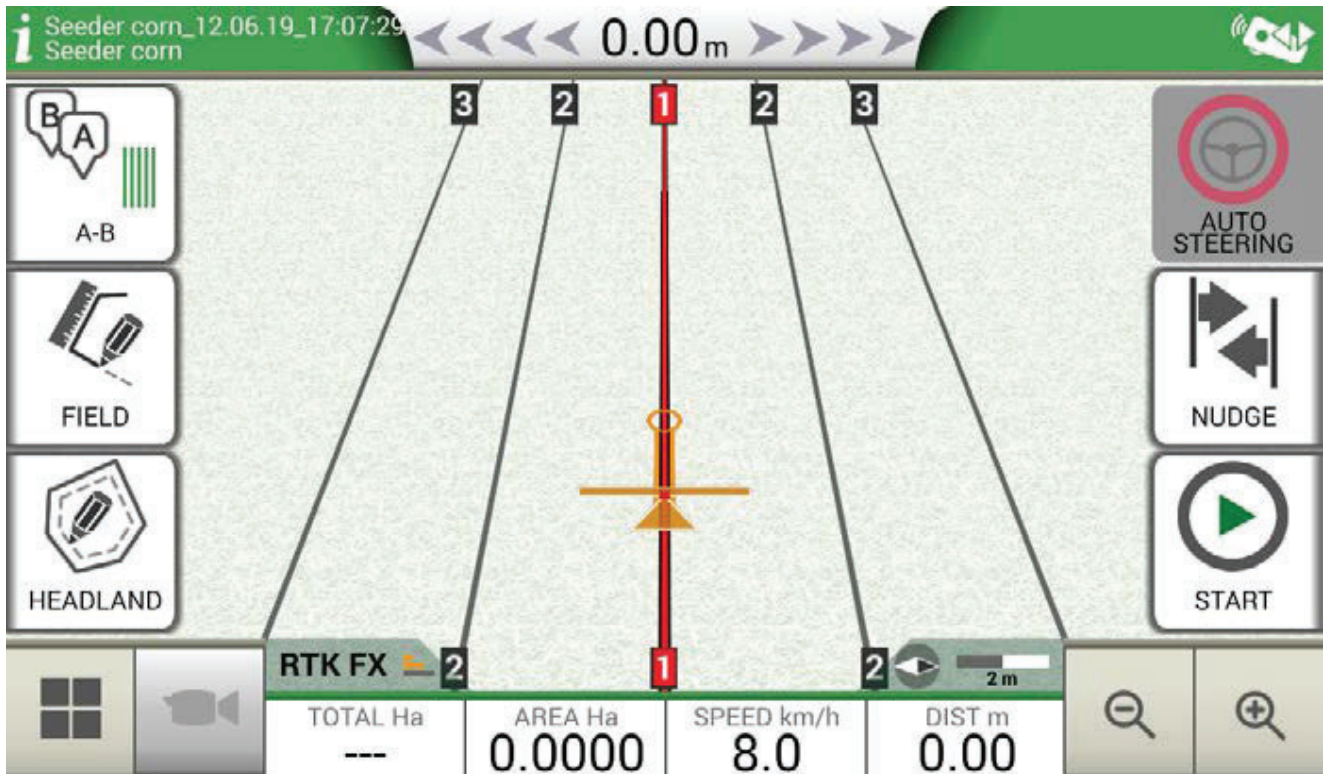 Seeder corn_12.06.19_17:07:29
Seeder corn
0.00 m
3 2 1 2 3
B
A
A-B
FIELD
HEADLAND
AUTO
STEERING
NUDGE
START
RTK FX
2 1 2
2 m
TOTAL Ha
---
AREA Ha
0.0000
SPEED km/h
8.0
DIST m
0.00